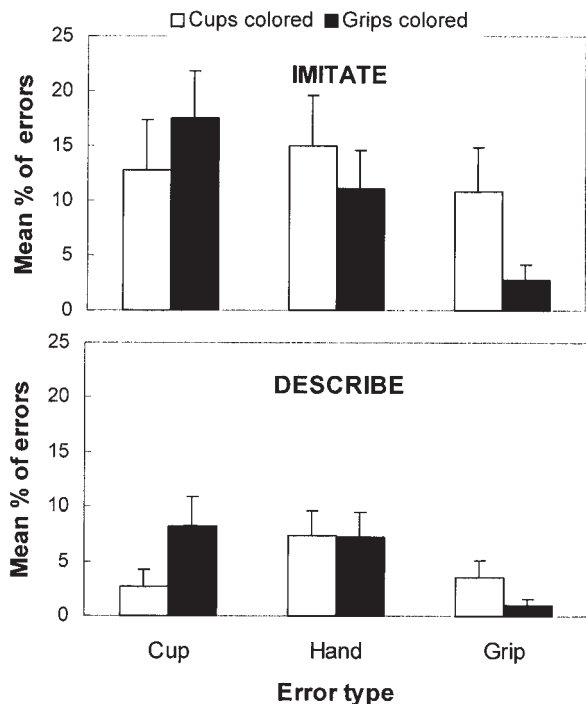 Cups colored Grips colored
25
20
15
10
5
0
Mean % of errors
IMITATE
25
20
15
10
5
0
Mean % of errors
DESCRIBE
Cup Hand Grip
Error type